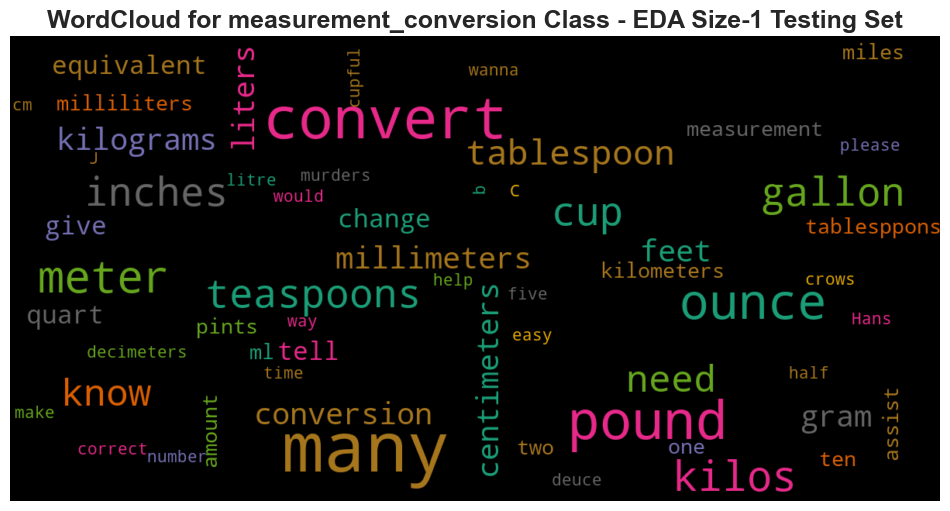 WordCloud for measurement_conversion Class - EDA Size-1 Testing Set
equivalent
liters
cupful
wanna
miles
cm
milliliters
convert
kilograms
measurement
please
J
tablespoon
inches
litre
murders
would
b
c
gallon
give
change
cup
tablesppons
meter
millimeters
feet
kilometers
teaspoons
help
five
crows
ounce
quart
pints
way
centimeters
easy
Hans
decimeters
ml
tell
time
need
half
know
make
amount
conversion
many
pound
gram
assist
correct
number
two
one
ten
deuce
kilos